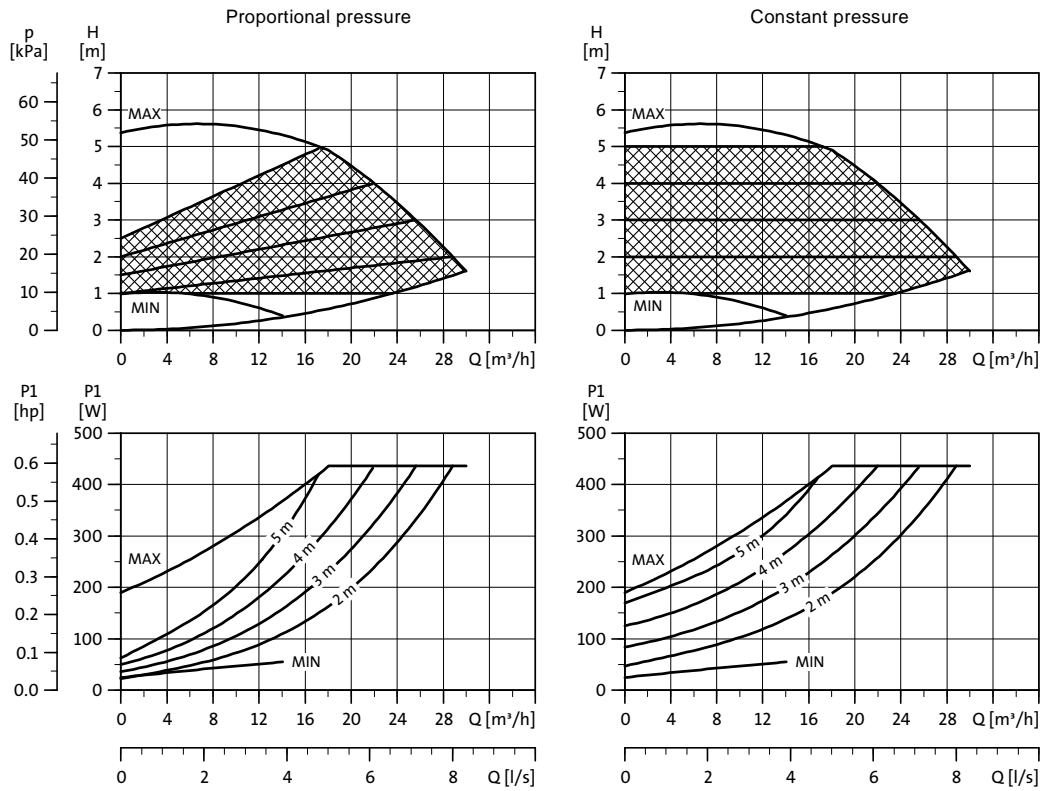 Proportional pressure
Constant pressure
p
[kPa]
H
[m]
H
[m]
7
6
5
4
3
2
1
0
60
50
40
30
20
10
0
MAX
MIN
0 4 8 12 16 20 24 28 Q [m³/h]
7
6
5
4
3
2
1
0
MAX
MIN
0 4 8 12 16 20 24 28 Q [m³/h]
P1
[hp]
P1
[W]
P1
[W]
0.6
0.5
0.4
0.3
0.2
0.1
0.0
500
400
300
200
100
0
MAX
5 m
4 m
3 m
2 m
MIN
0 4 8 12 16 20 24 28 Q [m³/h]
0 2 4 6 8 Q [l/s]
500
400
300
200
100
0
MAX
5 m
4 m
3 m
2 m
MIN
0 4 8 12 16 20 24 28 Q [m³/h]
0 2 4 6 8 Q [l/s]